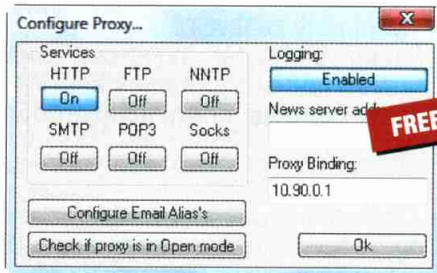 Configure Proxy...
Services
HTTP FTP NNTP
On Off Off
SMTP POP3 Socks
Off Off Off
Configure Email Alias's
Check if proxy is in Open mode
Logging:
Enabled
News server
FREE
Proxy Binding:
10.90.0.1
Ok